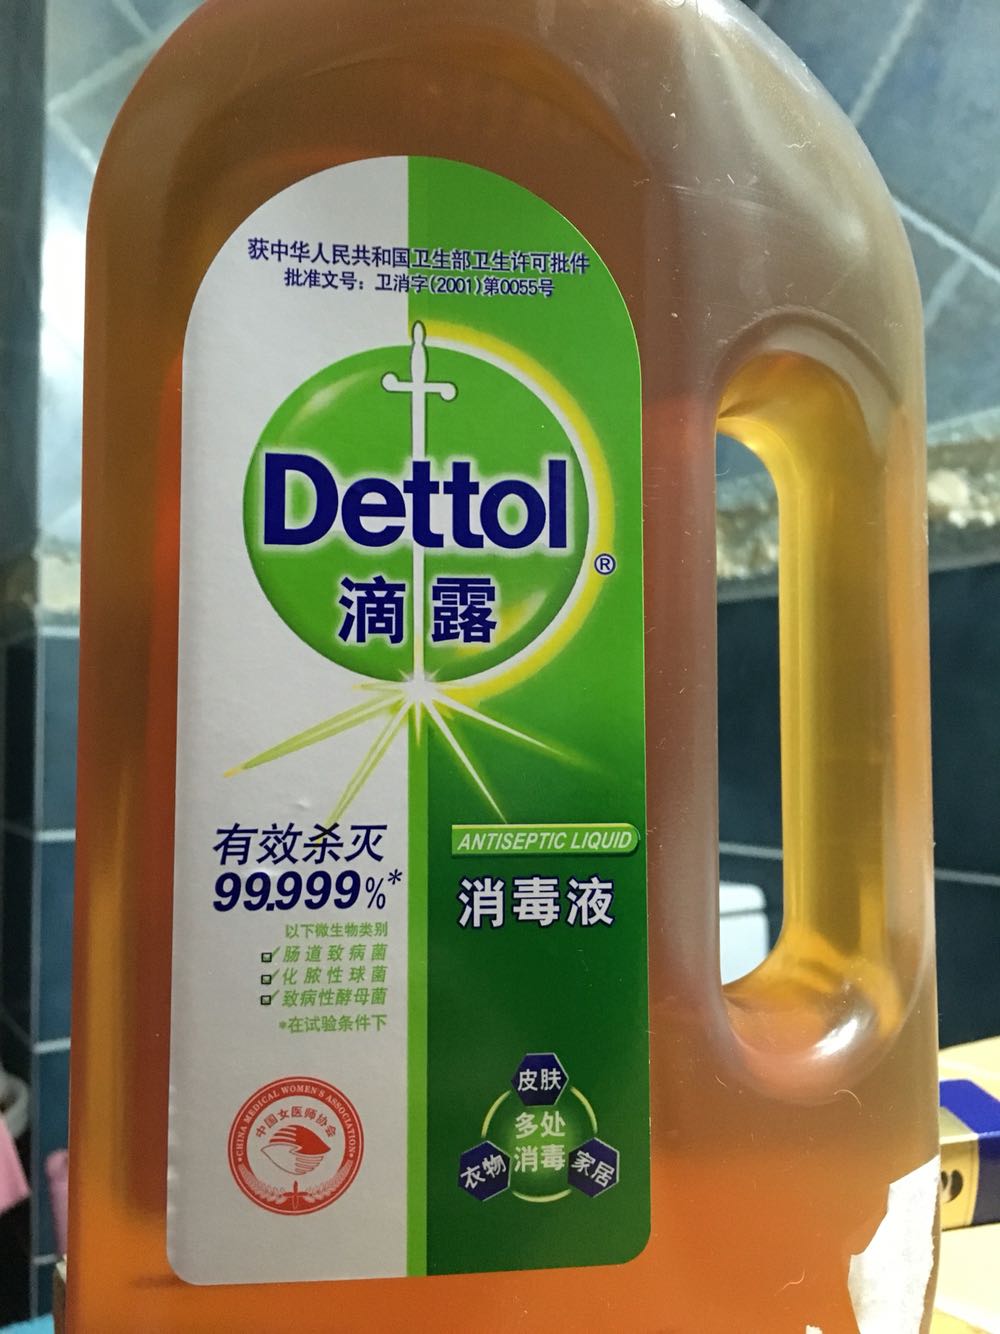 获中华人民共和国卫生部卫生许可批件
批准文号：卫消字(2001)第0055号
Dettol
®
滴露
有效杀灭
99.999%*
以下微生物类别
肠道致病菌
化脓性球菌
致病性酵母菌
*在试验条件下
ANTISEPTIC LIQUID
消毒液
CHINA MEDICAL WOMEN'S ASSOCIATION
中国女医师协会
皮肤
多处
消毒
衣物
家居